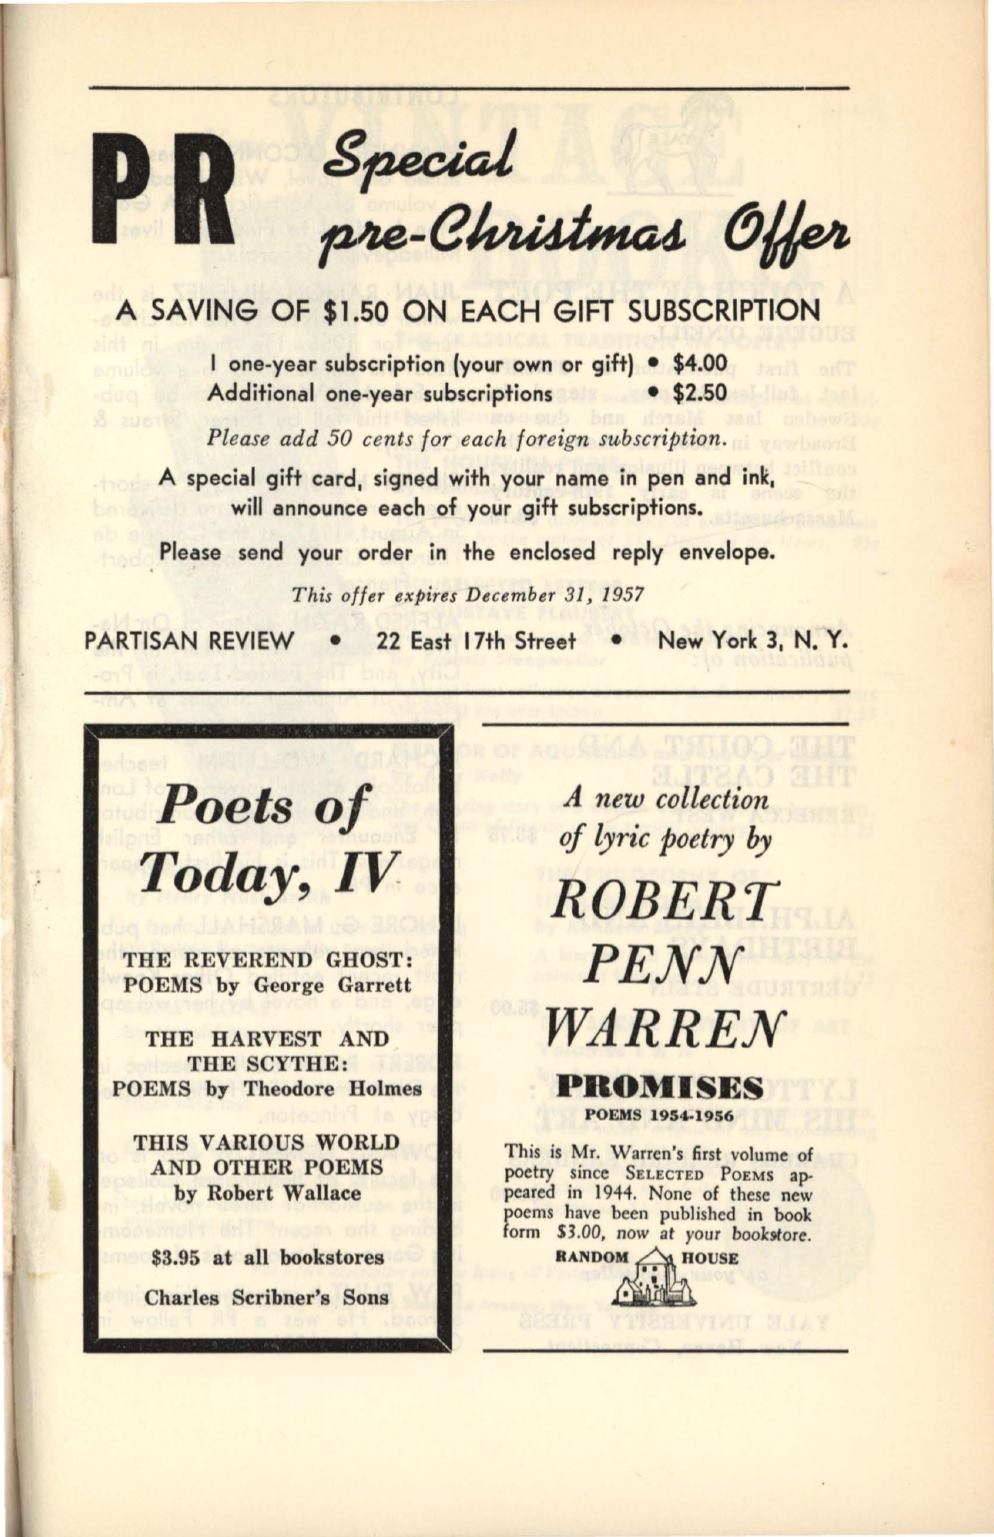 PR Special
pre-Christmas Offer
A SAVING OF $1.50 ON EACH GIFT SUBSCRIPTION
1 one-year subscription (your own or gift) • $4.00
Additional one-year subscriptions • $2.50
Please add 50 cents for each foreign subscription.
A special gift card, signed with your name in pen and ink,
will announce each of your gift subscriptions.
Please send your order in the enclosed reply envelope.
This offer expires December 31, 1957
PARTISAN REVIEW • 22 East 17th Street • New York 3, N. Y.
Poets of
Today, IV
THE REVEREND GHOST:
POEMS by George Garrett
THE HARVEST AND
THE SCYTHE:
POEMS by Theodore Holmes
THIS VARIOUS WORLD
AND OTHER POEMS
by Robert Wallace
$3.95 at all bookstores
Charles Scribner's Sons
A new collection
of lyric poetry by
ROBERT
PENN
WARREN
PROMISES
POEMS 1954-1956
This is Mr. Warren's first volume of
poetry since SELECTED POEMS ap-
peared in 1944. None of these new
poems have been published in book
form $3.00, now at your bookstore.
RANDOM HOUSE